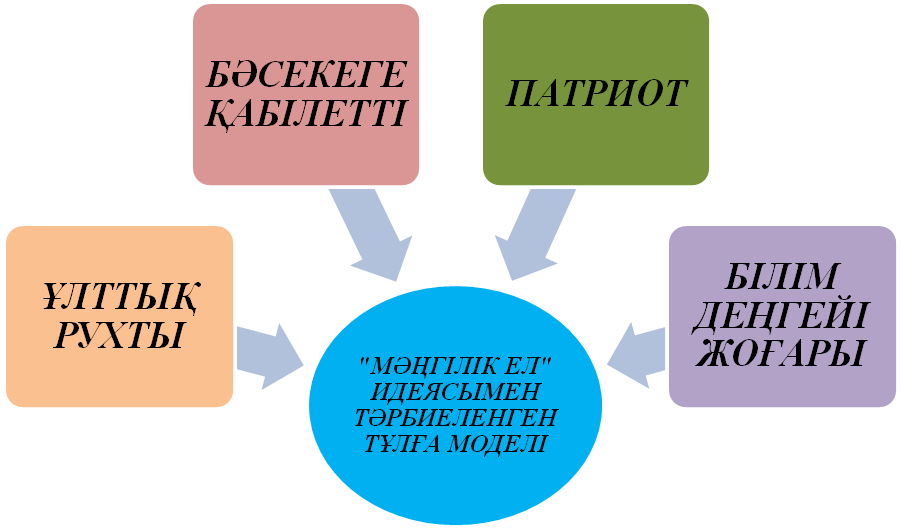 БӘСЕКЕГЕ
ҚАБІЛЕТТІ
ПАТРИОТ
ҰЛТТЫҚ
РУХТЫ
БІЛІМ
ДЕҢГЕЙІ
ЖОҒАРЫ
"МӘҢГІЛІК ЕЛ"
ИДЕЯСЫМЕН
ТӘРБИЕЛЕНГЕН
ТҰЛҒА МОДЕЛІ